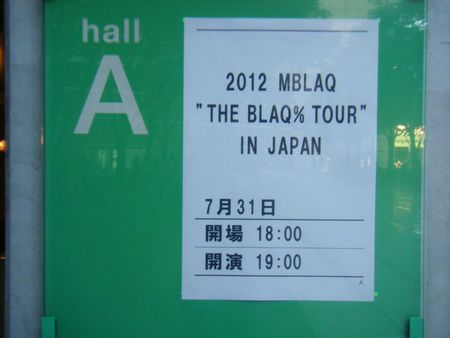 hall
A
2012 MBLAQ
"THE BLAQ% TOUR"
IN JAPAN
7月31日
開場 18:00
開演 19:00
A